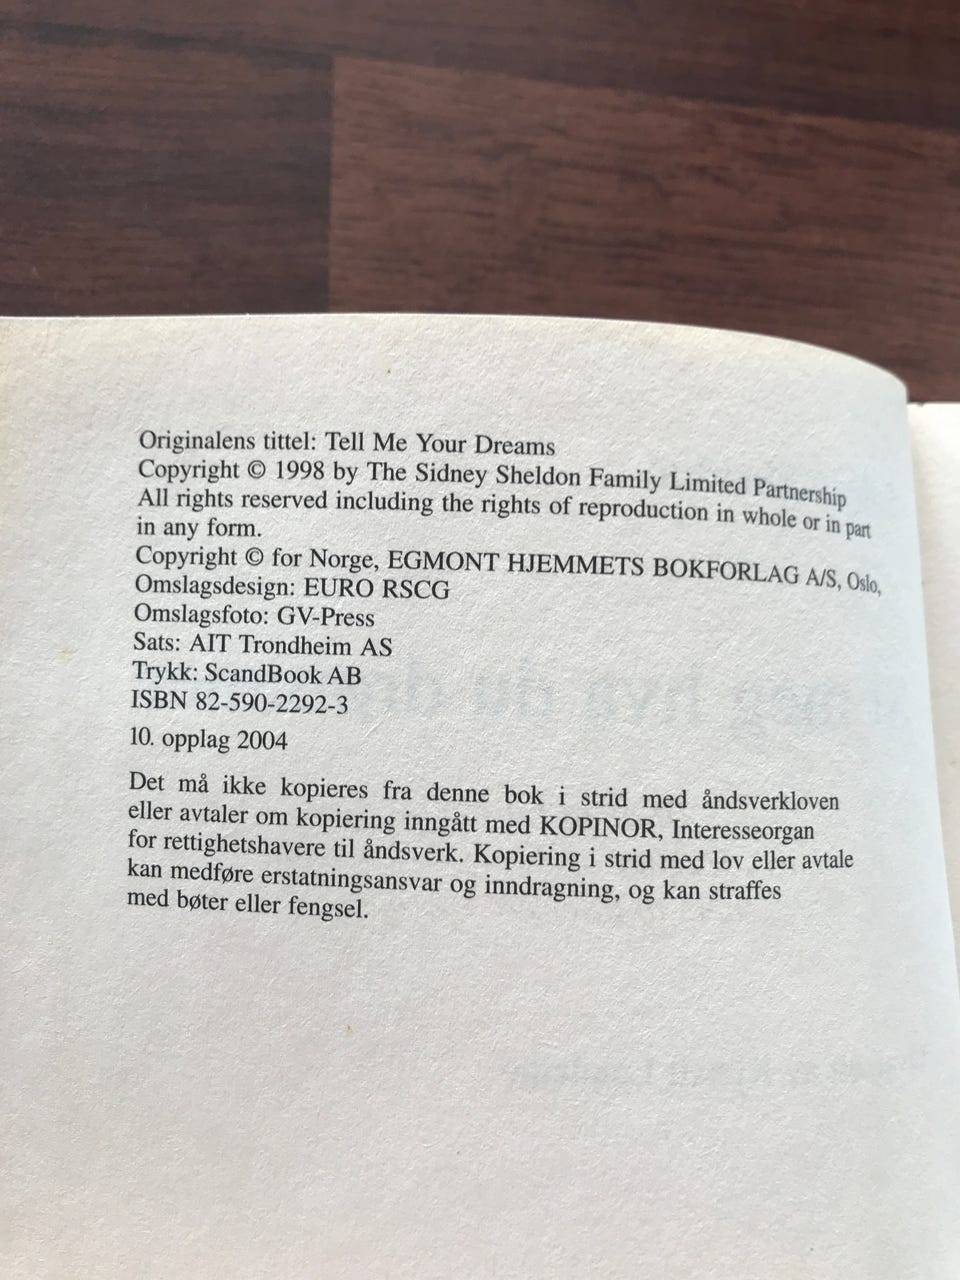 Originalens tittel: Tell Me Your Dreams
Copyright © 1998 by The Sidney Sheldon Family Limited Partnership
All rights reserved including the rights of reproduction in whole or in part
in any form.
Copyright © for Norge, EGMONT HJEMMETS BOKFORLAG A/S, Oslo,
Omslagsdesign: EURO RSCG
Omslagsfoto: GV-Press
Sats: AIT Trondheim AS
Trykk: ScandBook AB
ISBN 82-590-2292-3
10. opplag 2004
Det må ikke kopieres fra denne bok i strid med åndsverkloven
eller avtaler om kopiering inngått med KOPINOR, Interesseorgan
for rettighetshavere til åndsverk. Kopiering i strid med lov eller avtale
kan medføre erstatningsansvar og inndragning, og kan straffes
med bøter eller fengsel.